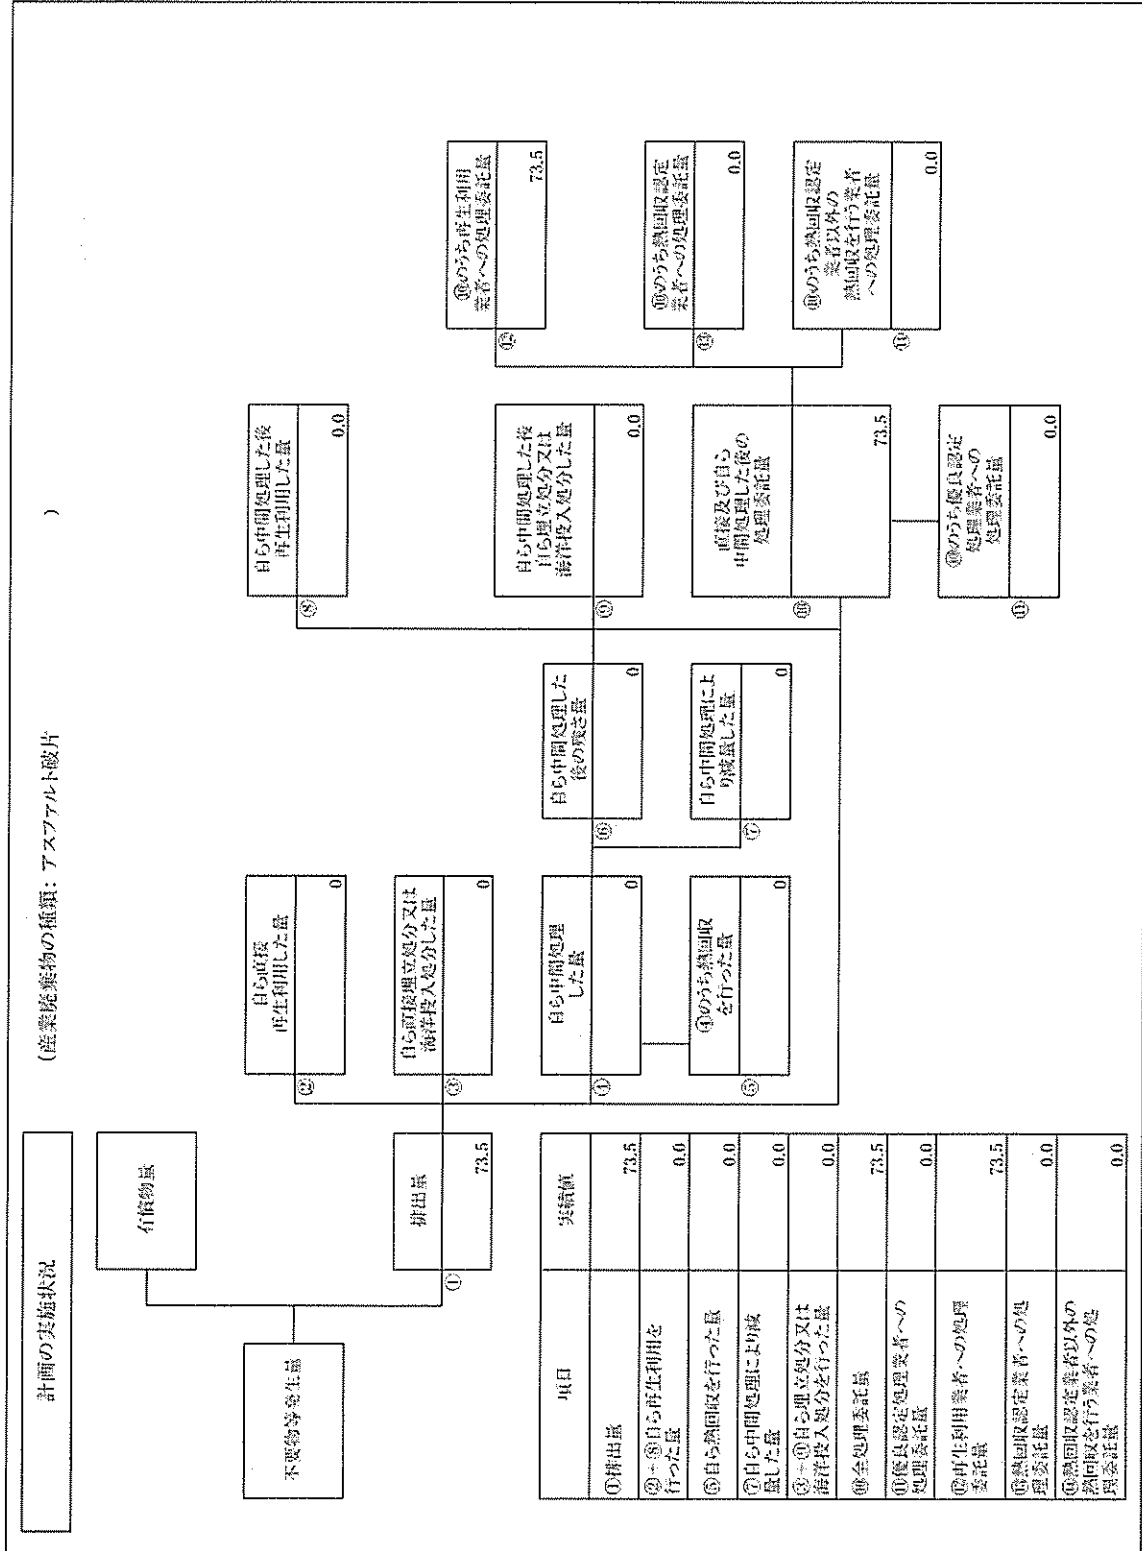 計画の実施状況
(産業廃棄物の種類: アスファルト破片
)
不要物等発生量
有償物量
排出量
①
73.5
自ら直接
再生利用した量
②
0
自ら直接埋立処分又は
海洋投入処分した量
③
0
自ら中間処理
した量
④
0
④のうち熱回収
を行った量
⑤
0
自ら中間処理した
後の残さ量
⑥
0
自ら中間処理によ
り減量した量
⑦
0
自ら中間処理した後
再生利用した量
⑧
0.0
自ら中間処理した後
自ら埋立処分又は
海洋投入処分した量
⑨
0.0
直接及び自ら
中間処理した後の
処理委託量
⑩
73.5
⑩のうち優良認定
処理業者への
処理委託量
⑪
0.0
⑩のうち再生利用
業者への処理委託量
⑫
73.5
⑩のうち熱回収認定
業者への処理委託量
⑬
0.0
⑩のうち熱回収認定
業者以外の
熱回収を行う業者
への処理委託量
⑭
0.0
項目
実績値
①排出量
73.5
②+⑧自ら再生利用を
行った量
0.0
⑤自ら熱回収を行った量
0.0
⑦自ら中間処理により減
量した量
0.0
③+⑨自ら埋立処分又は
海洋投入処分を行った量
0.0
⑩全処理委託量
73.5
⑪優良認定処理業者への
処理委託量
0.0
⑫再生利用業者への処理
委託量
73.5
⑬熱回収認定業者への処
理委託量
0.0
⑭熱回収認定業者以外の
熱回収を行う業者への処
理委託量
0.0